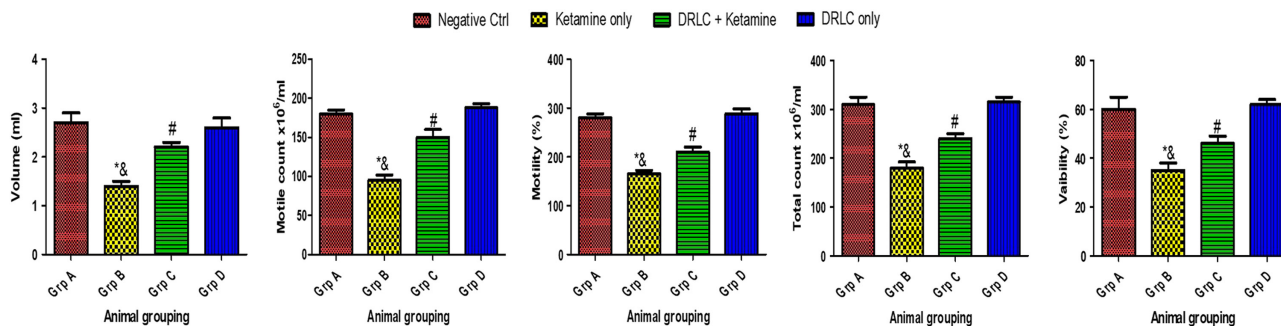 Negative Ctrl Ketamine only DRLC + Ketamine DRLC only
Volume (ml)
4
3
2
1
0
*&
#
Grp A Grp B Grp C Grp D
Animal grouping
Motile count x10⁶/ml
250
200
150
100
50
0
*&
#
Grp A Grp B Grp C Grp D
Animal grouping
Motility (%)
400
300
200
100
0
*&
#
Grp A Grp B Grp C Grp D
Animal grouping
Total count x10⁶/ml
400
300
200
100
0
*&
#
Grp A Grp B Grp C Grp D
Animal grouping
Vaibility (%)
80
60
40
20
0
*&
#
Grp A Grp B Grp C Grp D
Animal grouping